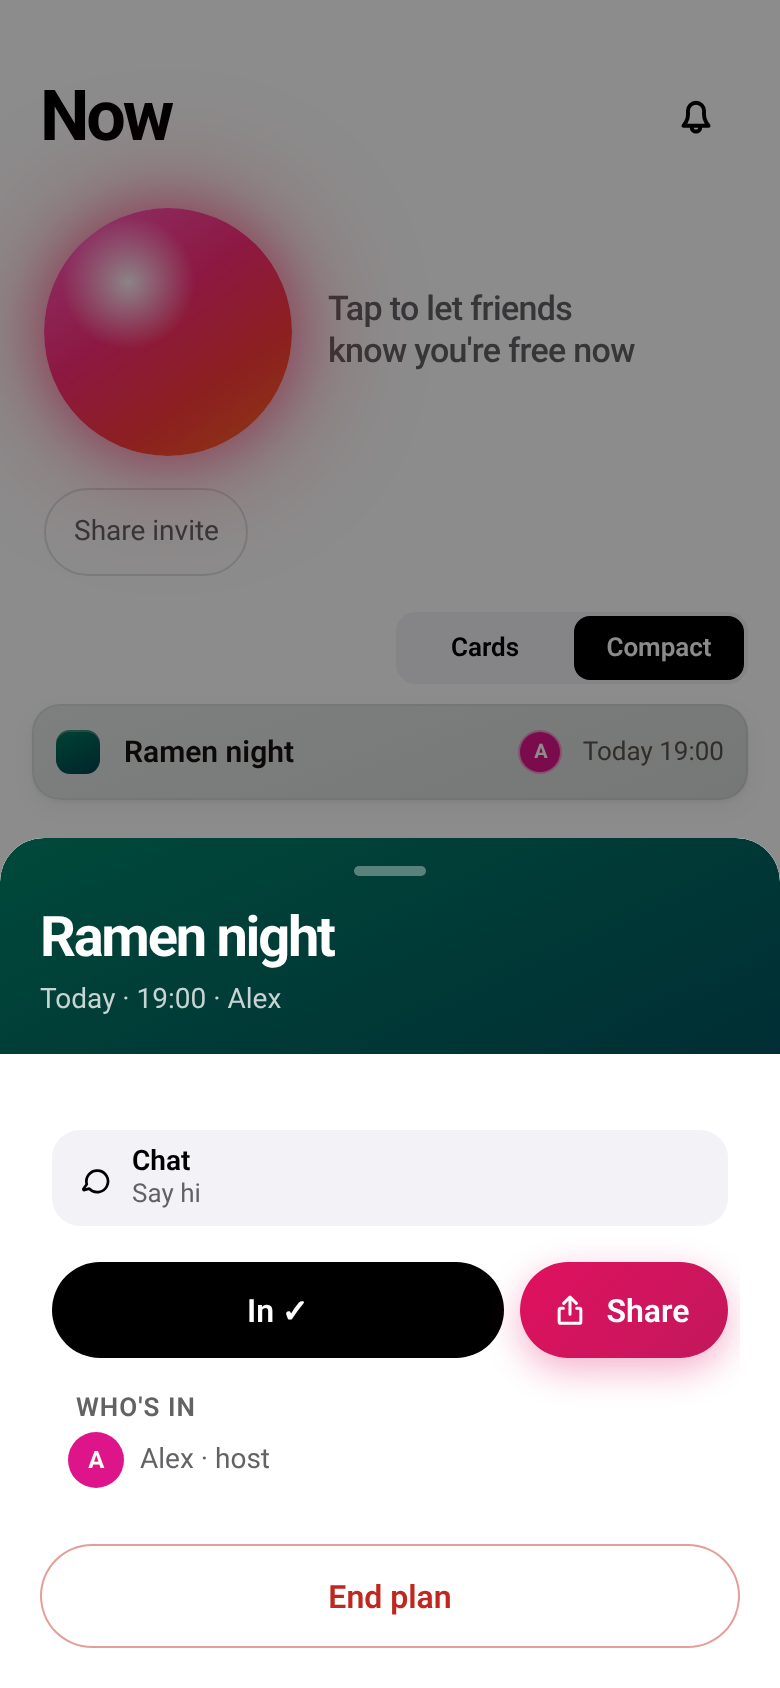 Now
Tap to let friends
know you're free now
Share invite
Cards
Compact
Ramen night
A
Today 19:00
Ramen night
Today · 19:00 · Alex
Chat
Say hi
In ✓
Share
WHO'S IN
A
Alex · host
End plan